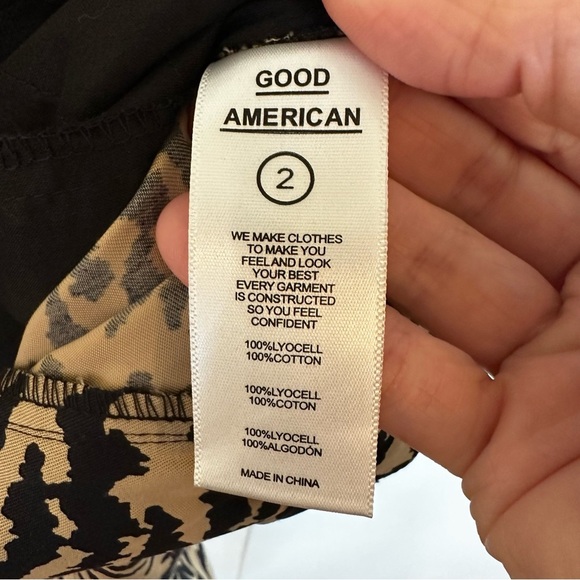 GOOD
AMERICAN
2
WE MAKE CLOTHES
TO MAKE YOU
FEEL AND LOOK
YOUR BEST
EVERY GARMENT
IS CONSTRUCTED
SO YOU FEEL
CONFIDENT
100%LYOCELL
100%COTTON
100%LYOCELL
100%COTON
100%LYOCELL
100%ALGODÓN
MADE IN CHINA